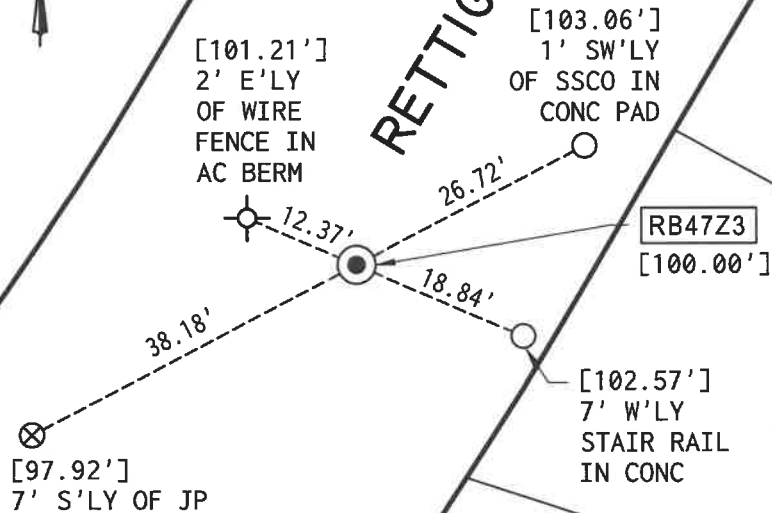 [101.21']
2' E'LY
OF WIRE
FENCE IN
AC BERM
RETTIG
[103.06']
1' SW'LY
OF SSCO IN
CONC PAD
26.72'
12.37'
RB47Z3
[100.00']
18.84'
38.18'
[102.57']
7' W'LY
STAIR RAIL
IN CONC
[97.92']
7' S'LY OF JP